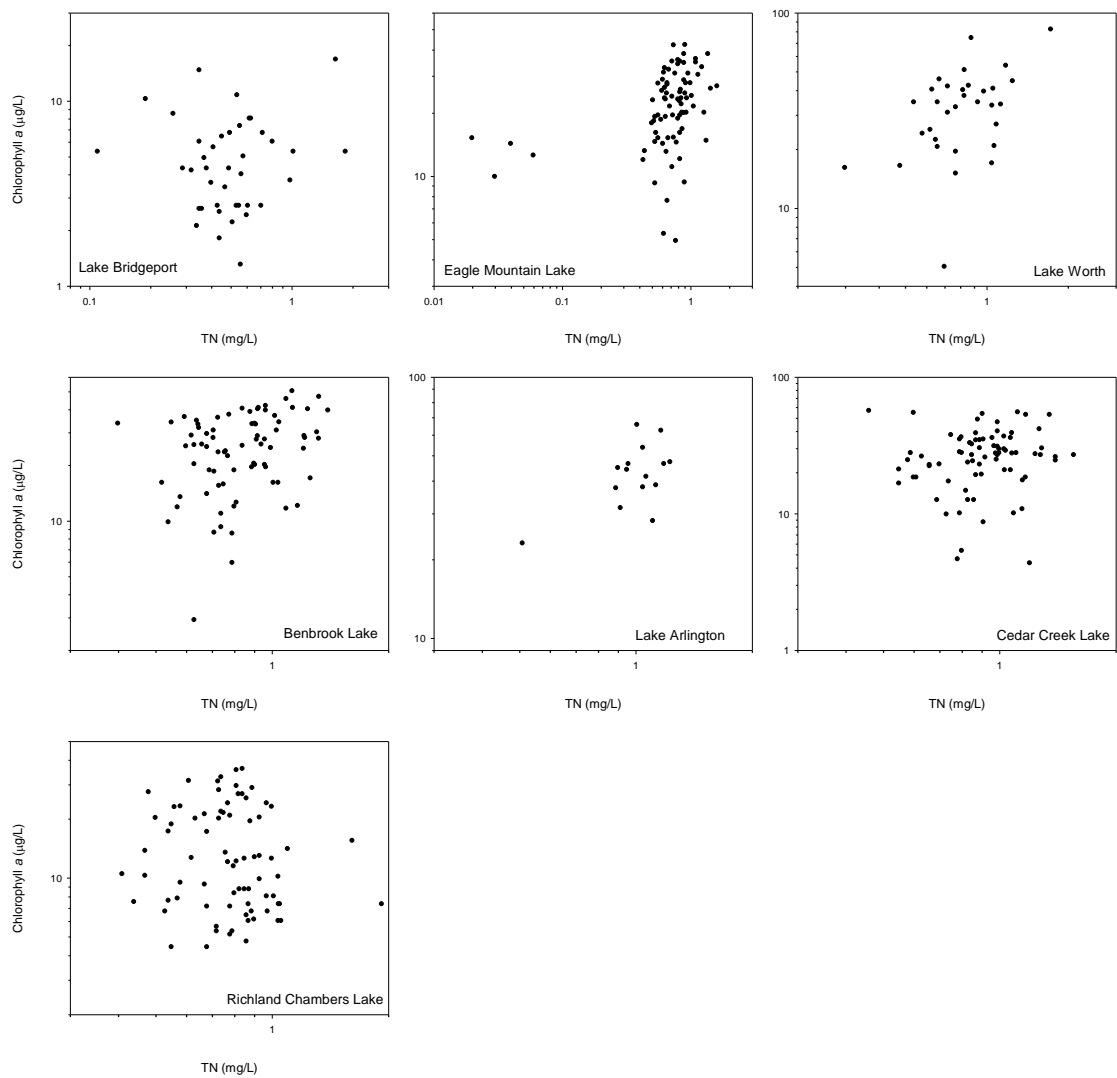 Chlorophyll a (µg/L)
10
1
0.1
1
Lake Bridgeport
TN (mg/L)
10
0.01
0.1
1
Eagle Mountain Lake
TN (mg/L)
100
10
1
Lake Worth
TN (mg/L)
Chlorophyll a (µg/L)
10
1
Benbrook Lake
TN (mg/L)
100
10
1
Lake Arlington
TN (mg/L)
100
10
1
1
Cedar Creek Lake
TN (mg/L)
Chlorophyll a (µg/L)
10
1
Richland Chambers Lake
TN (mg/L)